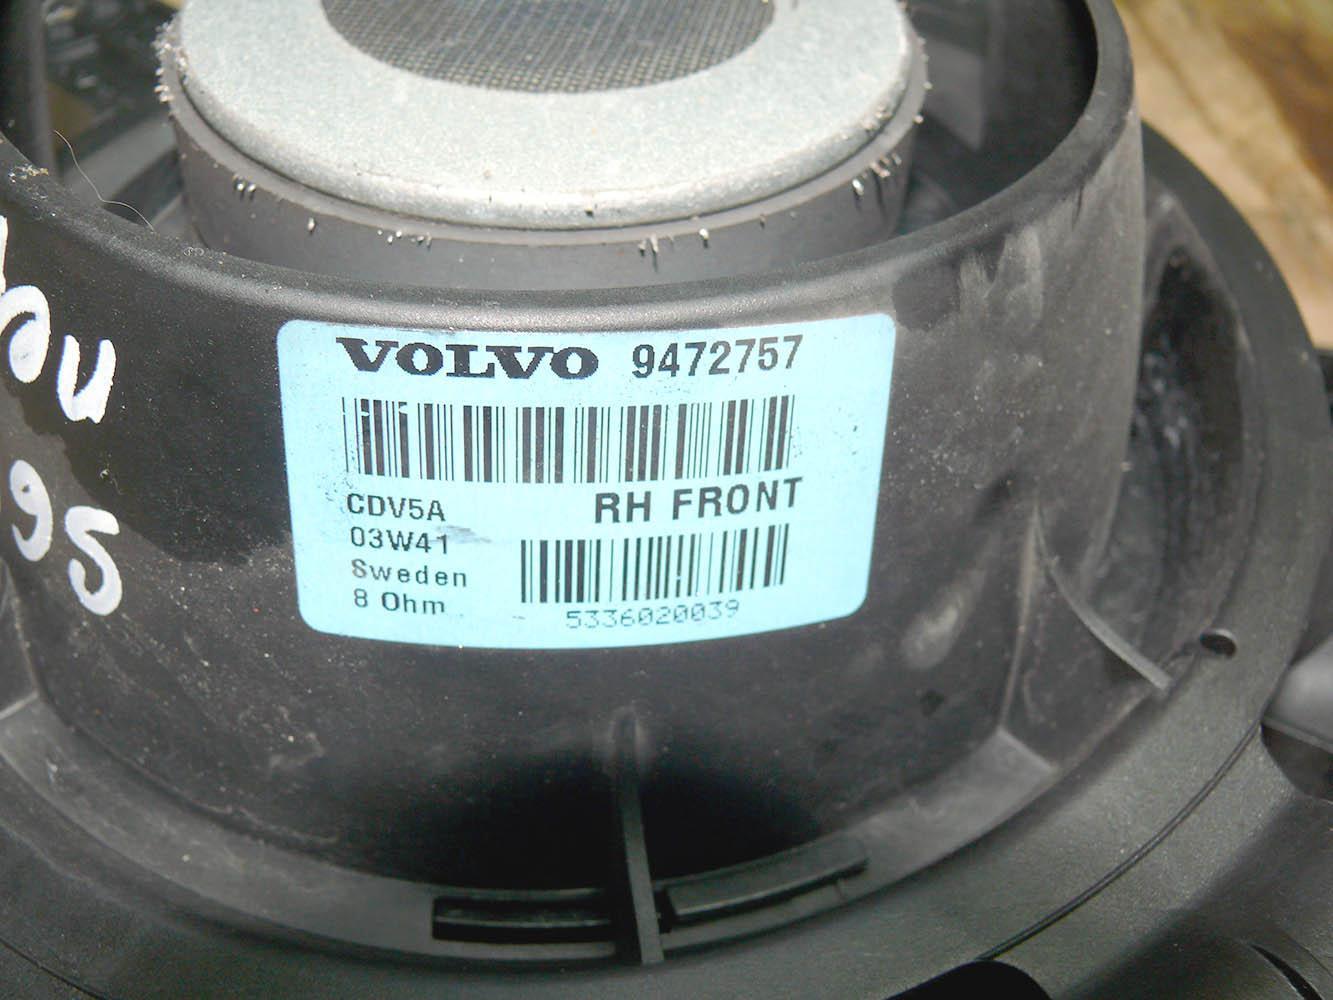 VOLVO 9472757
CDV5A RH FRONT
03W41
Sweden
8 Ohm
5336020039